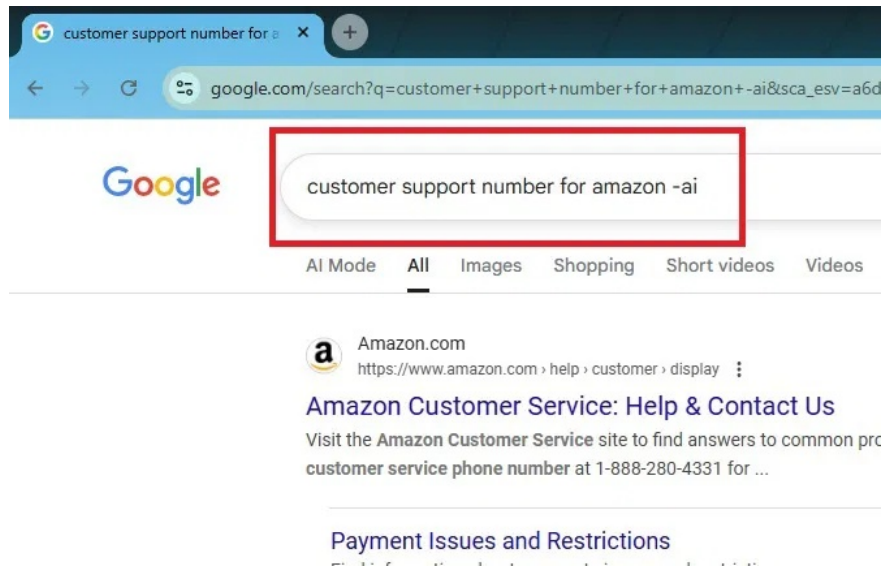 customer support number for a
google.com/search?q=customer+support+number+for+amazon+-ai&sca_esv=a6d
Google
customer support number for amazon -ai
AI Mode All Images Shopping Short videos Videos
Amazon.com
https://www.amazon.com › help › customer › display
Amazon Customer Service: Help & Contact Us
Visit the Amazon Customer Service site to find answers to common pro
customer service phone number at 1-888-280-4331 for ...
Payment Issues and Restrictions